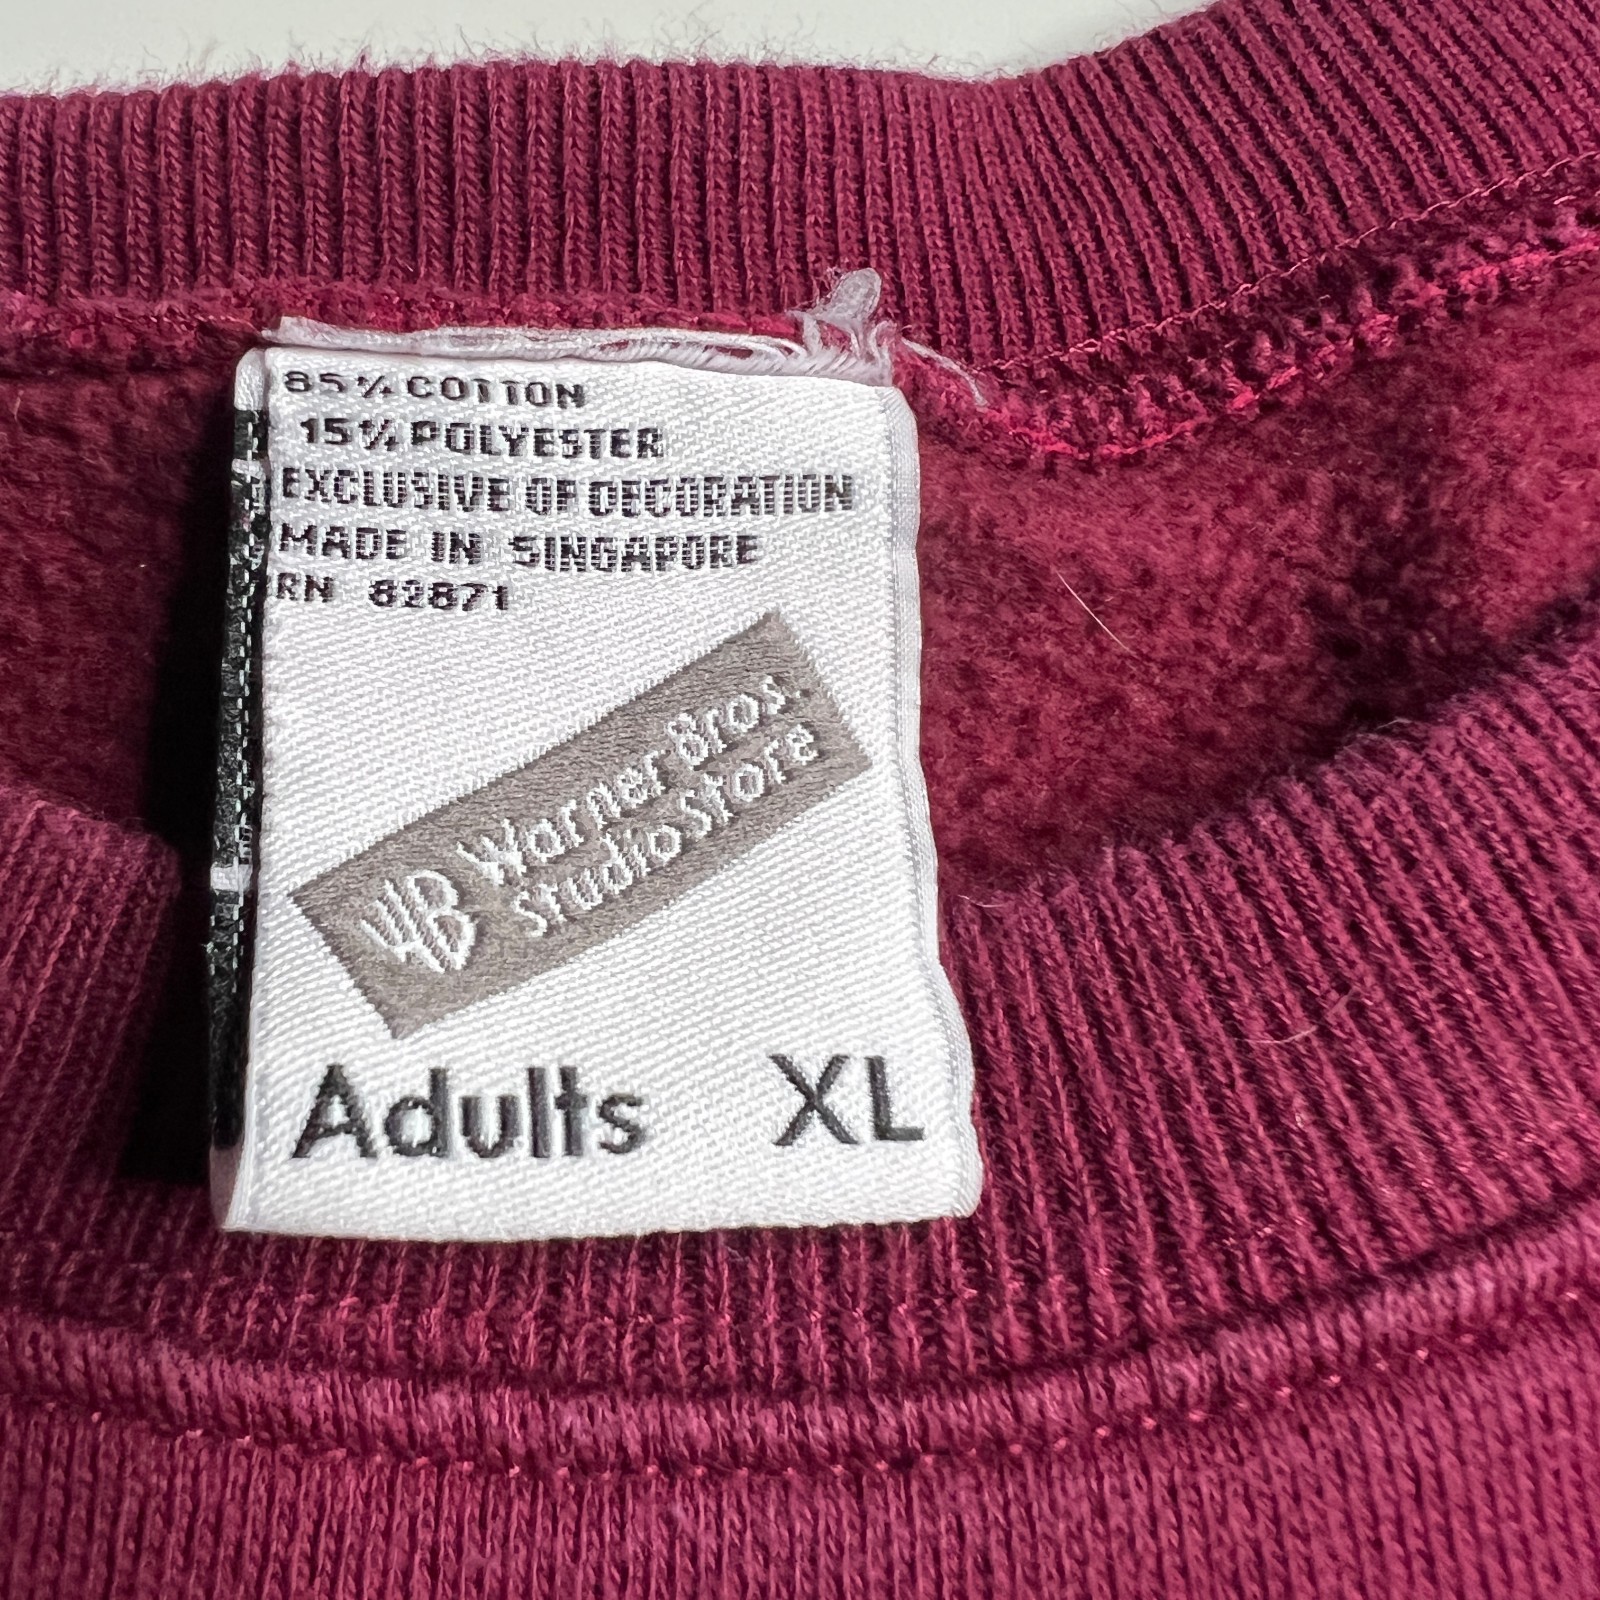 85% COTTON
15% POLYESTER
EXCLUSIVE OF DECORATION
MADE IN SINGAPORE
RN 82871
WB Warner Bros.
Studio Store
Adults XL